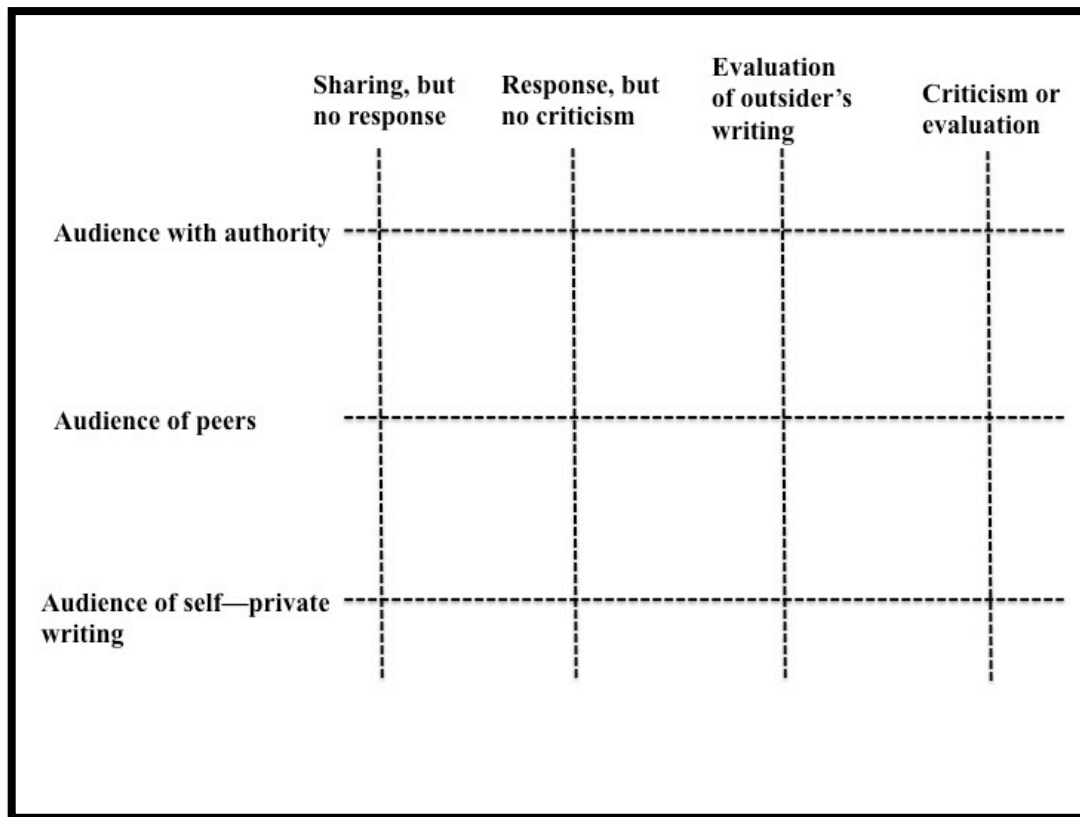 Sharing, but
no response
Response, but
no criticism
Evaluation
of outsider’s
writing
Criticism or
evaluation
Audience with authority
Audience of peers
Audience of self—private
writing